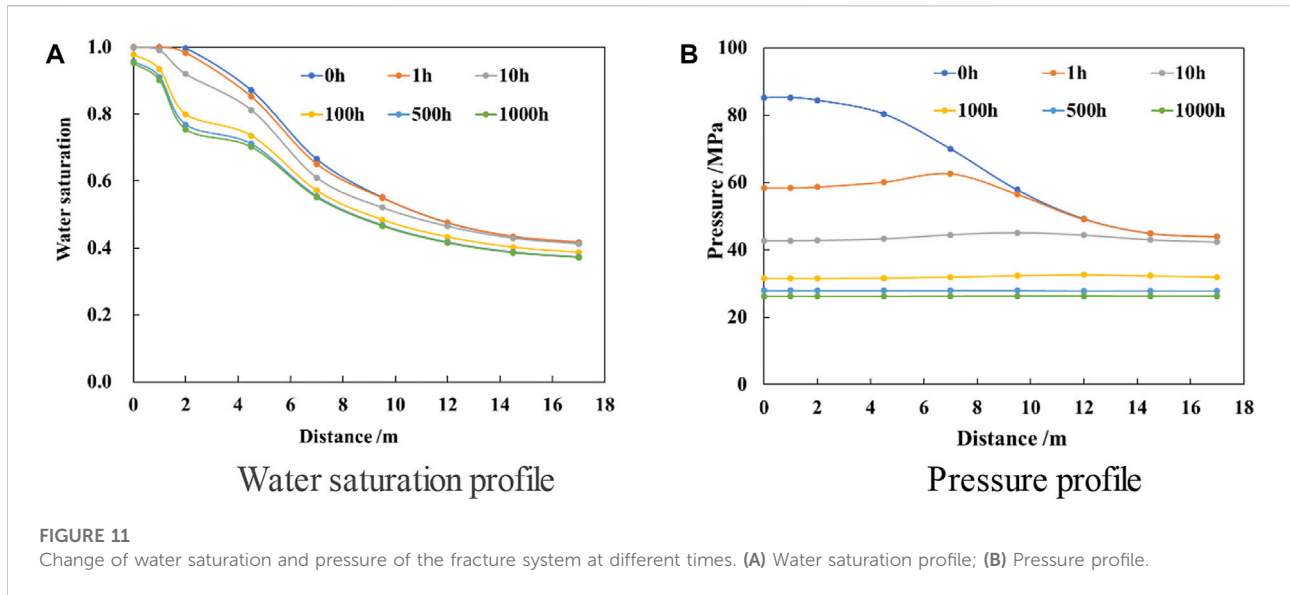 A
1.0
0.8
0.6
0.4
0.2
0.0
Water saturation
0h 1h 10h
100h 500h 1000h
0 2 4 6 8 10 12 14 16 18
Distance /m
Water saturation profile
B
100
80
60
40
20
0
Pressure /MPa
0h 1h 10h
100h 500h 1000h
0 2 4 6 8 10 12 14 16 18
Distance /m
Pressure profile
FIGURE 11
Change of water saturation and pressure of the fracture system at different times. (A) Water saturation profile; (B) Pressure profile.